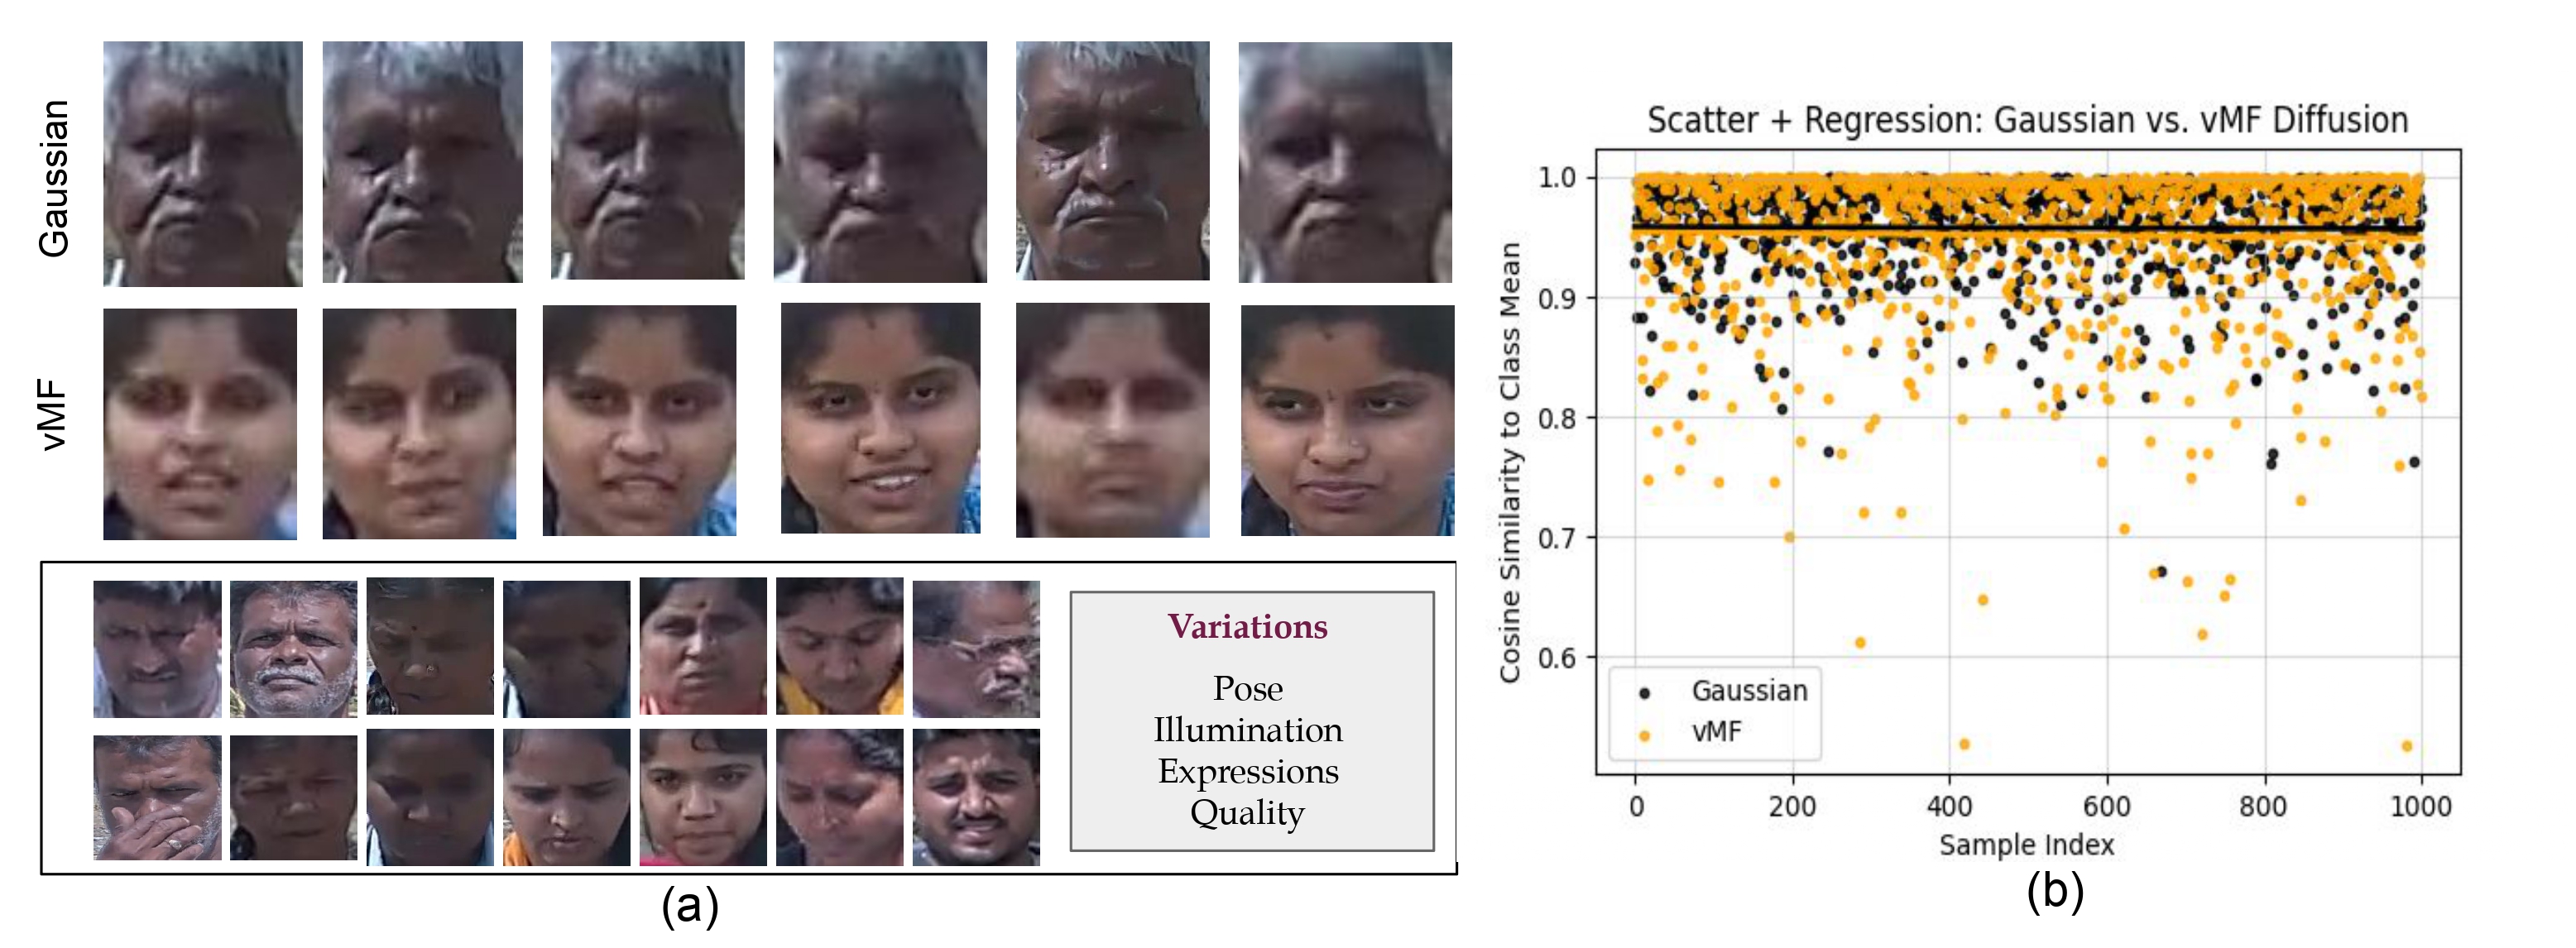 Gaussian
vMF
Variations
Pose
Illumination
Expressions
Quality
(a)
Scatter + Regression: Gaussian vs. vMF Diffusion
Cosine Similarity to Class Mean
1.0
0.9
0.8
0.7
0.6
Gaussian
vMF
0 200 400 600 800 1000
Sample Index
(b)